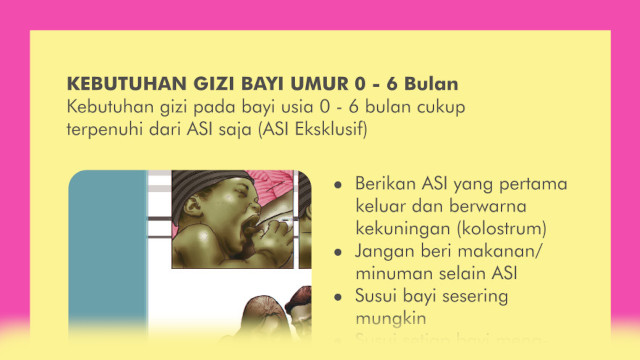 KEBUTUHAN GIZI BAYI UMUR 0 - 6 Bulan
Kebutuhan gizi pada bayi usia 0 - 6 bulan cukup
terpenuhi dari ASI saja (ASI Eksklusif)
• Berikan ASI yang pertama
keluar dan berwarna
kekuningan (kolostrum)
• Jangan beri makanan/
minuman selain ASI
• Susui bayi sesering
mungkin